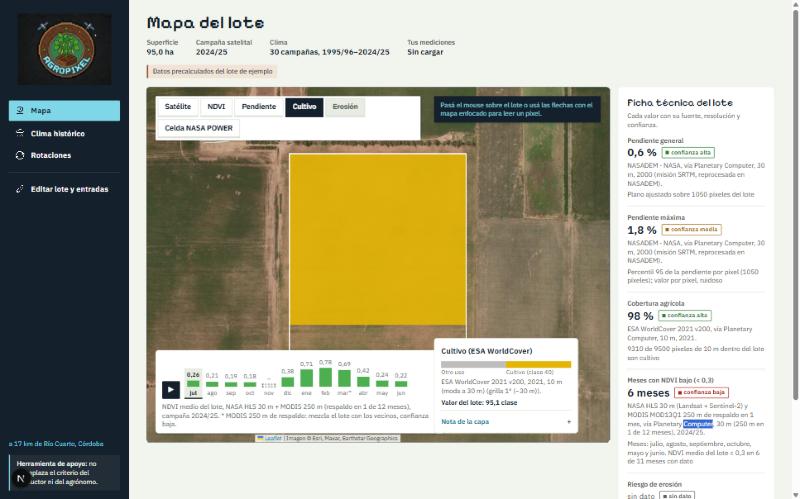 AGROPIXEL
Mapa
Clima histórico
Rotaciones
Editar lote y entradas
a 17 km de Río Cuarto, Córdoba
Herramienta de apoyo: no
plaza el criterio del
uctor ni del agrónomo.
N
Mapa del lote
Superficie
95,0 ha
Campaña satelital
2024/25
Clima
30 campañas, 1995/96–2024/25
Tus mediciones
Sin cargar
Datos precalculados del lote de ejemplo
Satélite
NDVI
Pendiente
Cultivo
Erosión
Celda NASA POWER
Pasá el mouse sobre el lote o usá las flechas con el
mapa enfocado para leer un pixel.
0,26 0,21 0,19 0,18 – 0,38 0,71 0,78 0,69 0,42 0,24 0,22
jul ago sep oct nov dic ene feb mar* abr may jun
NDVI medio del lote, NASA HLS 30 m + MODIS 250 m (respaldo en 1 de 12 meses),
campaña 2024/25. * MODIS 250 m de respaldo, mezcla el lote con los vecinos, confianza
baja.
Cultivo (ESA WorldCover)
Otro uso
Cultivo (clase 40)
ESA WorldCover 2021 v200, 2021, 10 m
(moda a 30 m) (grilla 1" (~30 m)).
Valor del lote: 95,1 clase
Nota de la capa +
Leaflet | Imagen © Esri, Maxar, Earthstar Geographics
Ficha técnica del lote
Cada valor con su fuente, resolución y
confianza.
Pendiente general
0,6 % confianza alta
NASADEM - NASA, vía Planetary Computer, 30
m, 2000 (misión SRTM, reprocesada en
NASADEM).
Plano ajustado sobre 1050 pixeles del lote
Pendiente máxima
1,8 % confianza media
NASADEM - NASA, vía Planetary Computer, 30
m, 2000 (misión SRTM, reprocesada en
NASADEM).
Percentil 95 de la pendiente por pixel (1050
pixeles); valor por pixel, ruidoso
Cobertura agrícola
98 % confianza alta
ESA WorldCover 2021 v200, vía Planetary
Computer, 10 m, 2021.
9310 de 9500 pixeles de 10 m dentro del lote
son cultivo
Meses con NDVI bajo (< 0,3)
6 meses confianza baja
NASA HLS 30 m (Landsat + Sentinel-2) y
MODIS MOD13Q1 250 m de respaldo en 1
mes, vía Planetary Computer, 30 m (250 m en
1 de 12 meses), 2024/25.
Meses: julio, agosto, septiembre, octubre,
mayo y junio. NDVI medio del lote < 0,3 en 6
de 11 meses con dato
Riesgo de erosión
sin dato sin dato